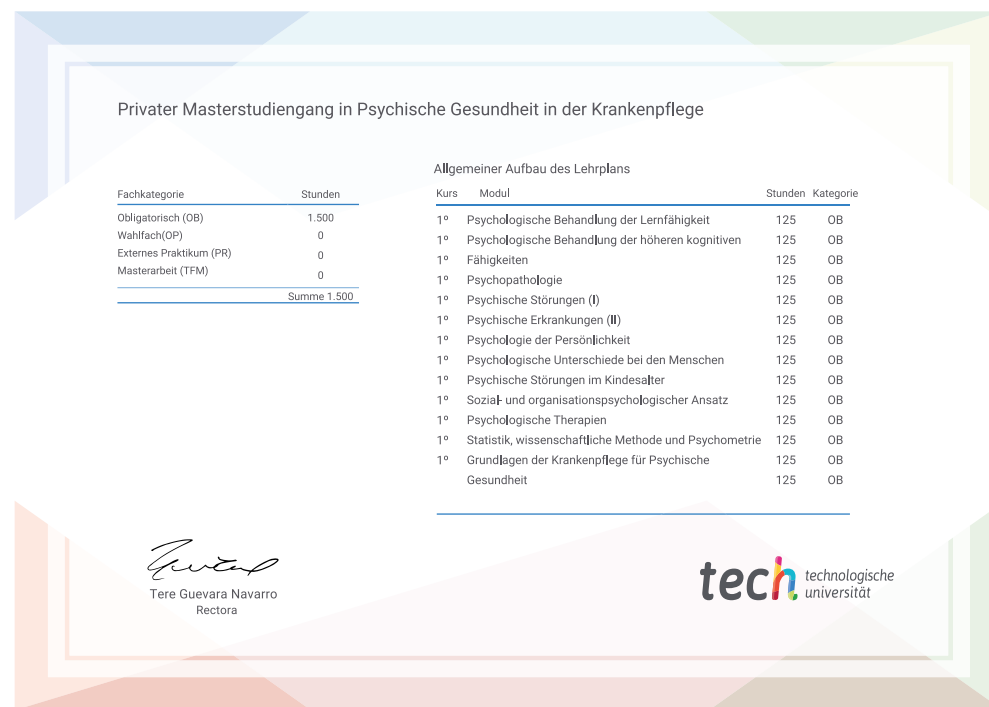 Privater Masterstudiengang in Psychische Gesundheit in der Krankenpflege
Fachkategorie Stunden
Obligatorisch (OB) 1.500
Wahlfach(OP) 0
Externes Praktikum (PR) 0
Masterarbeit (TFM) 0
Summe 1.500
Allgemeiner Aufbau des Lehrplans
Kurs Modul Stunden Kategorie
1º Psychologische Behandlung der Lernfähigkeit 125 OB
1º Psychologische Behandlung der höheren kognitiven 125 OB
1º Fähigkeiten 125 OB
1º Psychopathologie 125 OB
1º Psychische Störungen (I) 125 OB
1º Psychische Erkrankungen (II) 125 OB
1º Psychologie der Persönlichkeit 125 OB
1º Psychologische Unterschiede bei den Menschen 125 OB
1º Psychische Störungen im Kindesalter 125 OB
1º Sozial- und organisationspsychologischer Ansatz 125 OB
1º Psychologische Therapien 125 OB
1º Statistik, wissenschaftliche Methode und Psychometrie 125 OB
1º Grundlagen der Krankenpflege für Psychische 125 OB
Gesundheit 125 OB
Tere Guevara Navarro
Rectora
tech technologische
universität